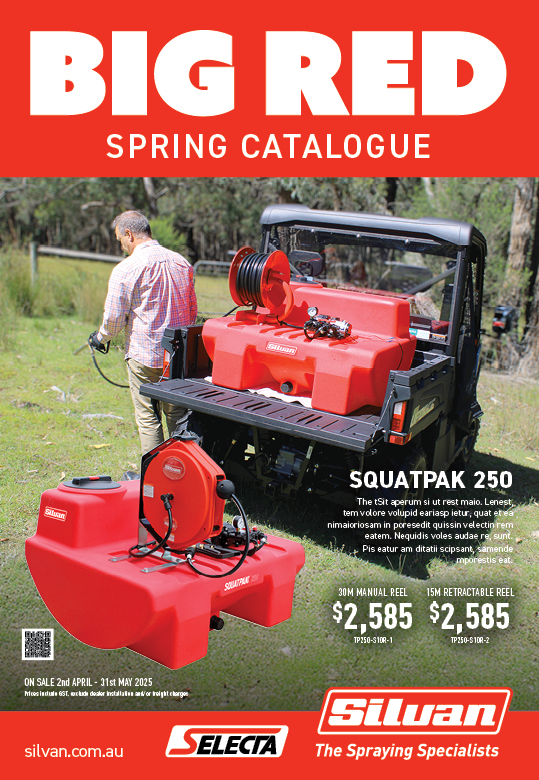 BIG RED
SPRING CATALOGUE
Silvan
SQUATPAK 250
The tSit aperum si ut rest maio. Lenest,
tem volore volupid eariasp ietur, quat et ea
nimaioriosam in poresedit quissin velectin rem
eatem. Nequidis voles audae re, sunt.
Pis eatur am ditatii scipsant, samende
mporestis eat.
Silvan
SQUATPAK 250
30M MANUAL REEL
$2,585
TP250-S10R-1
15M RETRACTABLE REEL
$2,585
TP250-S10R-2
ON SALE 2nd APRIL - 31st MAY 2025
Prices include GST, exclude dealer installation and/or freight charges
silvan.com.au
SELECTA
Silvan
The Spraying Specialists